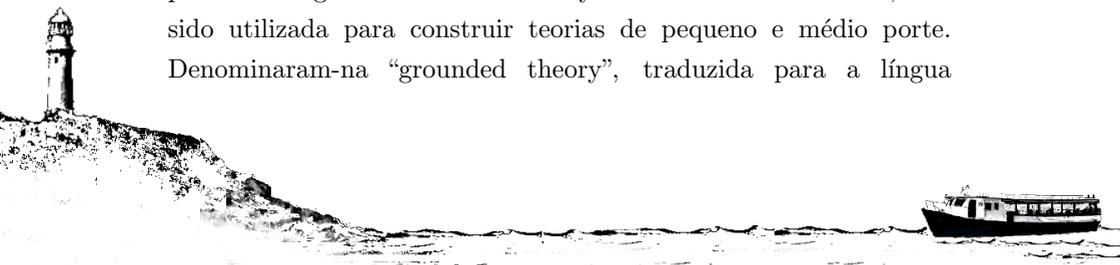 sido utilizada para construir teorias de pequeno e médio porte.
Denominaram-na “grounded theory”, traduzida para a língua